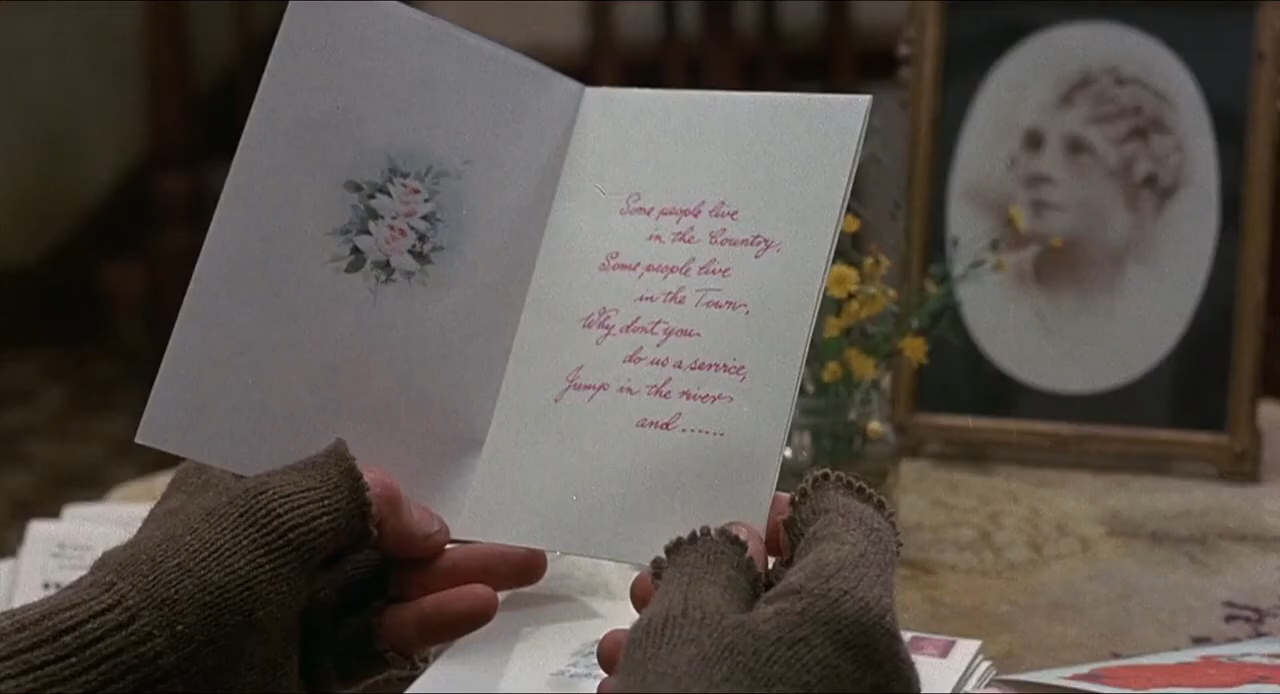 Some people live
in the Country,
Some people live
in the Town,
Why don't you
do us a service,
Jump in the river
and......